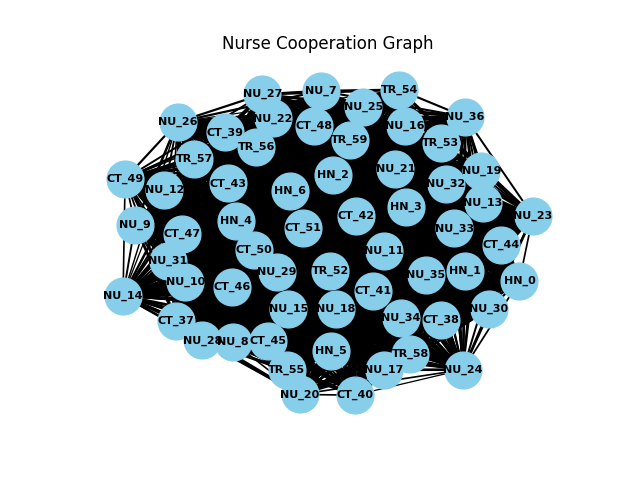 Nurse Cooperation Graph
NU_27
NU_7
TR_54
NU_25
NU_36
NU_26
NU_22
CT_48
NU_16
CT_39
TR_59
TR_53
TR_56
TR_57
NU_21
NU_19
CT_49
HN_2
CT_43
NU_32
NU_12
HN_6
NU_13
HN_3
CT_42
NU_23
HN_4
NU_9
CT_51
NU_33
CT_47
CT_44
CT_50
NU_11
NU_31
TR_52
NU_29
HN_1
NU_35
HN_0
NU_10
CT_46
CT_41
NU_14
NU_15
NU_18
NU_30
NU_34
CT_38
CT_37
NU_28
NU_8
CT_45
HN_5
TR_58
TR_55
NU_17
NU_24
NU_20
CT_40